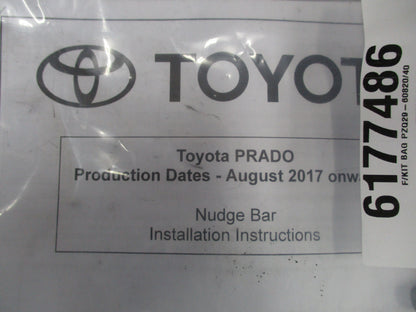 TOYOT
Toyota PRADO
Production Dates - August 2017 onw
Nudge Bar
Installation Instructions
6177486
F/KIT BAG PZQ29-60820/40